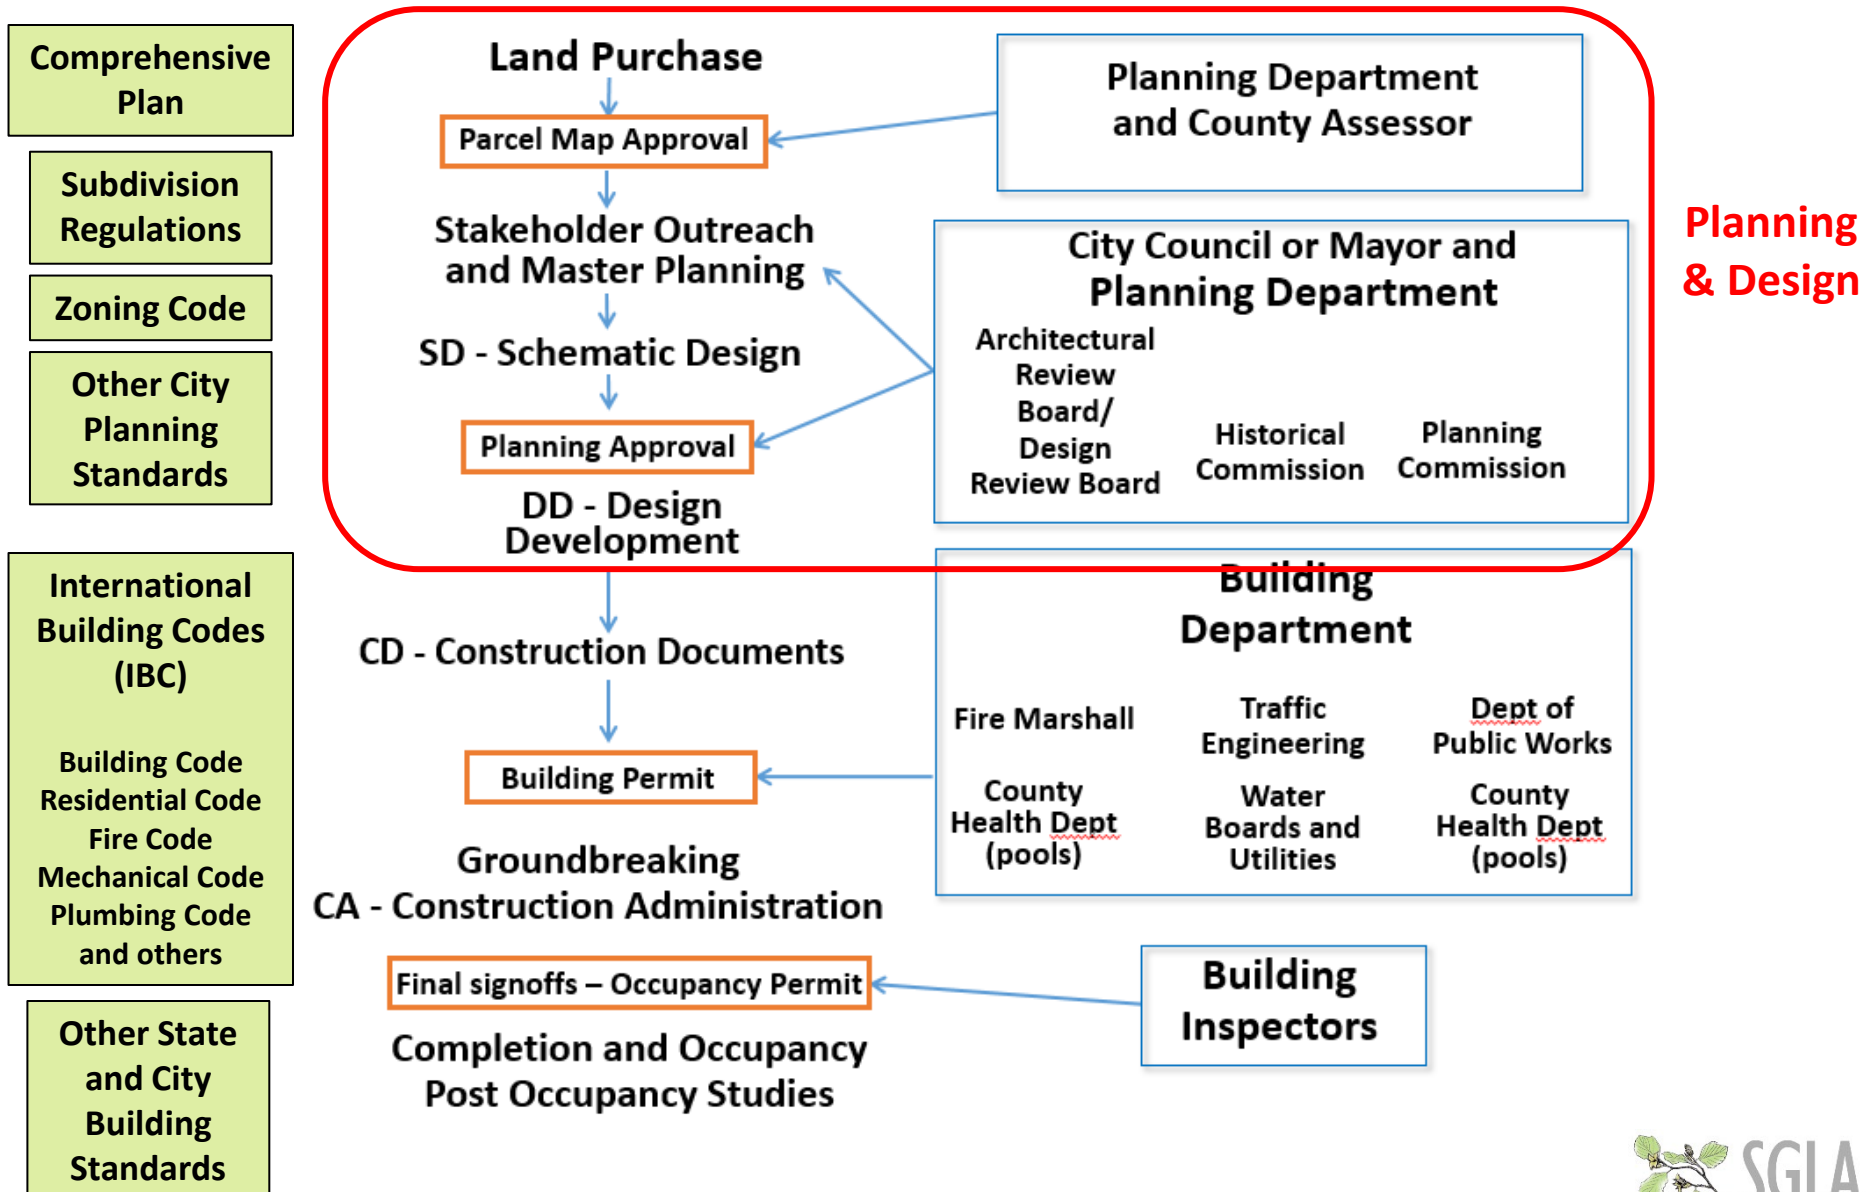 Comprehensive
Plan
Subdivision
Regulations
Zoning Code
Other City
Planning
Standards
International
Building Codes
(IBC)
Building Code
Residential Code
Fire Code
Mechanical Code
Plumbing Code
and others
Other State
and City
Building
Standards
Land Purchase
Parcel Map Approval
Stakeholder Outreach
and Master Planning
SD - Schematic Design
Planning Approval
DD - Design
Development
CD - Construction Documents
Building Permit
Groundbreaking
CA - Construction Administration
Final signoffs – Occupancy Permit
Completion and Occupancy
Post Occupancy Studies
Planning Department
and County Assessor
City Council or Mayor and
Planning Department
Architectural
Review
Board/
Design
Review Board
Historical
Commission
Planning
Commission
Building
Department
Fire Marshall
Traffic
Engineering
Dept of
Public Works
County
Health Dept
(pools)
Water
Boards and
Utilities
County
Health Dept
(pools)
Building
Inspectors
Planning
& Design
SGLA